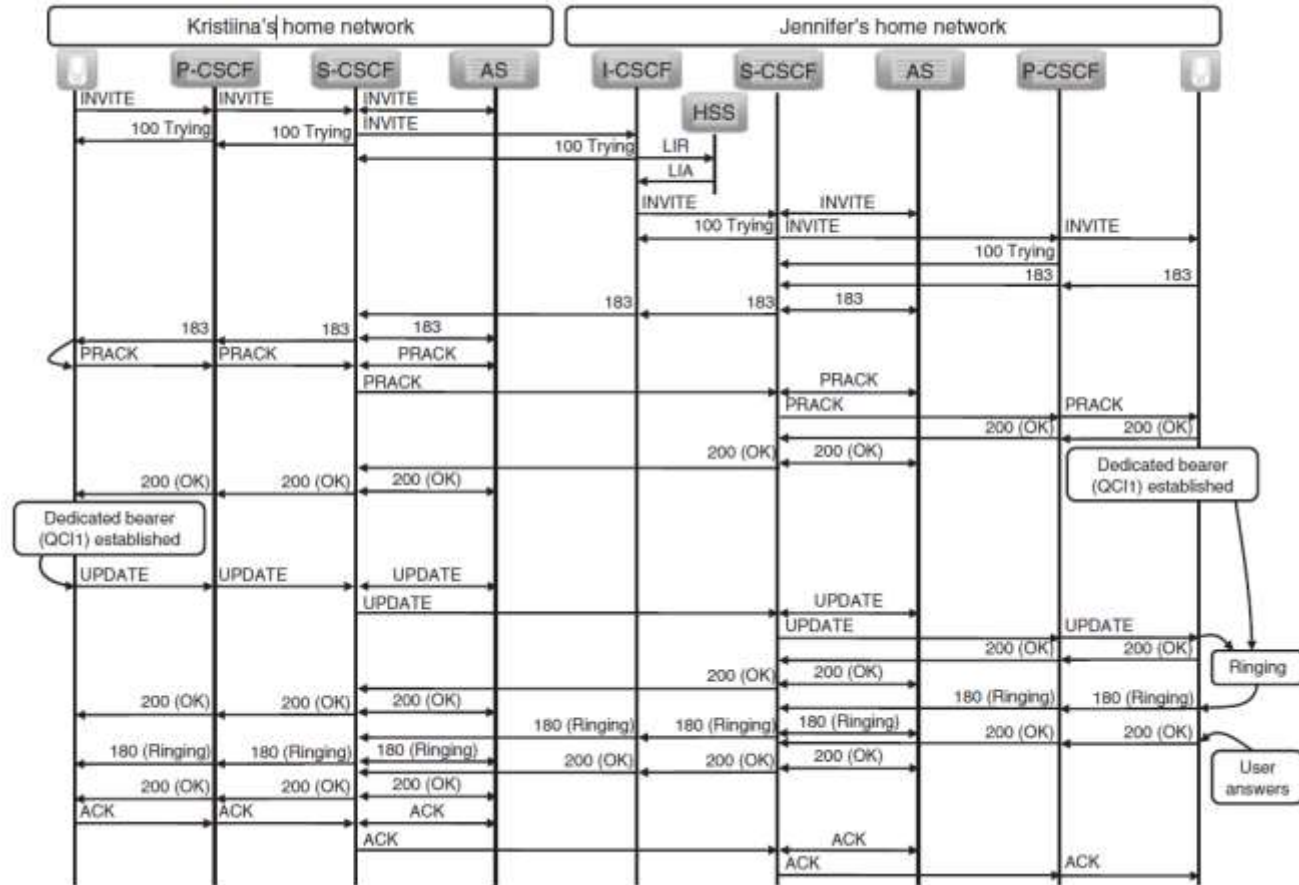 Kristiina's home network
Jennifer's home network
P-CSCF S-CSCF AS I-CSCF S-CSCF AS P-CSCF
HSS
INVITE INVITE INVITE
INVITE
100 Trying 100 Trying
100 Trying LIR
LIA
INVITE INVITE
100 Trying INVITE INVITE
100 Trying
183 183
183 183 183
183 183 183
PRACK PRACK PRACK
PRACK PRACK
PRACK PRACK
200 (OK) 200 (OK)
200 (OK) 200 (OK)
200 (OK) 200 (OK) 200 (OK)
Dedicated bearer
(QCI1) established
Dedicated bearer
(QCI1) established
UPDATE UPDATE UPDATE
UPDATE UPDATE
UPDATE UPDATE
200 (OK) 200 (OK)
Ringing
200 (OK) 200 (OK)
200 (OK) 200 (OK) 200 (OK)
180 (Ringing) 180 (Ringing)
180 (Ringing) 180 (Ringing) 180 (Ringing)
200 (OK) 200 (OK)
180 (Ringing) 180 (Ringing) 180 (Ringing)
200 (OK) 200 (OK) 200 (OK)
User
answers
200 (OK) 200 (OK) 200 (OK)
ACK ACK ACK
ACK ACK
ACK ACK